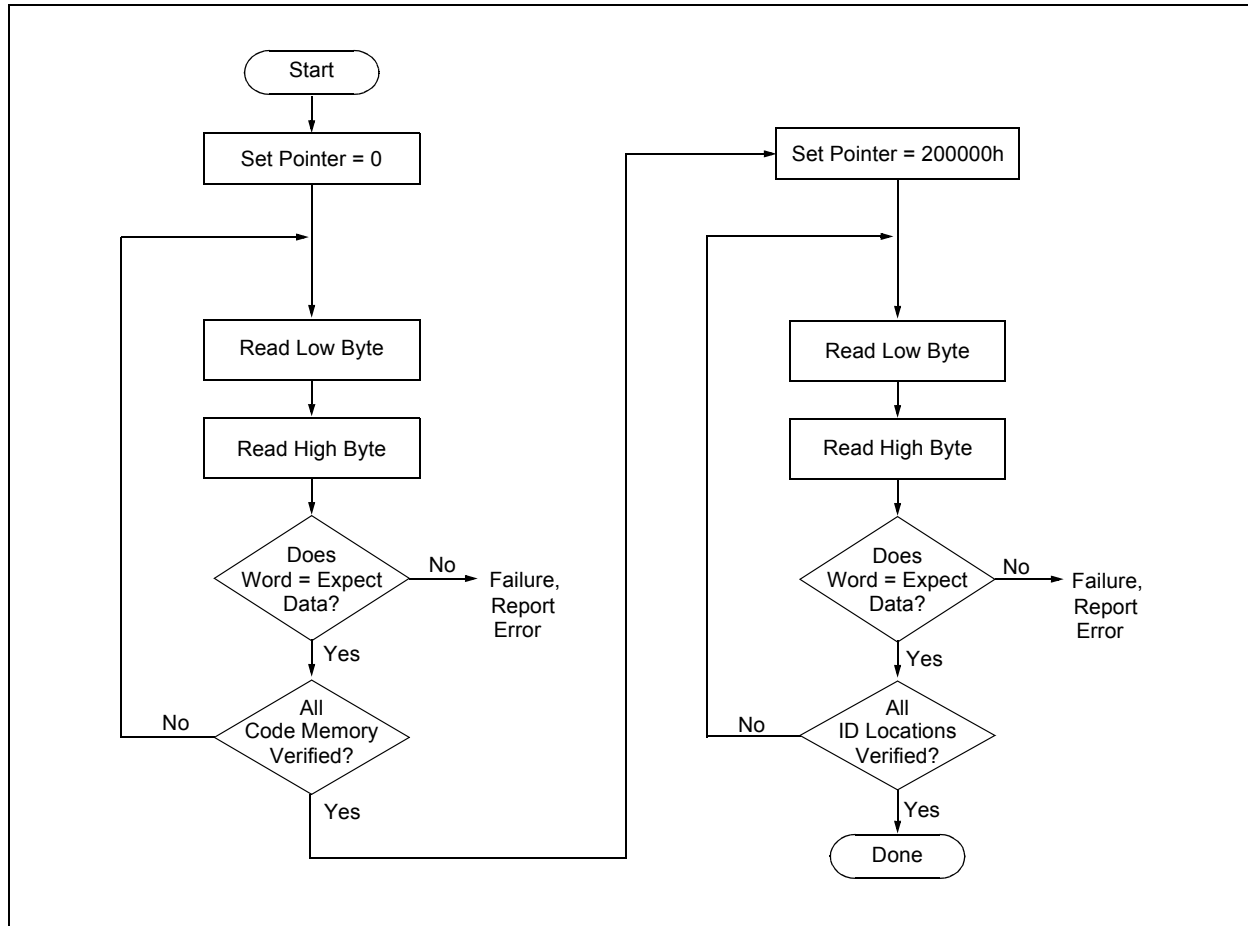 Start
Set Pointer = 0
Read Low Byte
Read High Byte
Does
Word = Expect
Data?
No
Failure,
Report
Error
Yes
All
Code Memory
Verified?
No
Yes
Set Pointer = 200000h
Read Low Byte
Read High Byte
Does
Word = Expect
Data?
No
Failure,
Report
Error
Yes
All
ID Locations
Verified?
No
Yes
Done